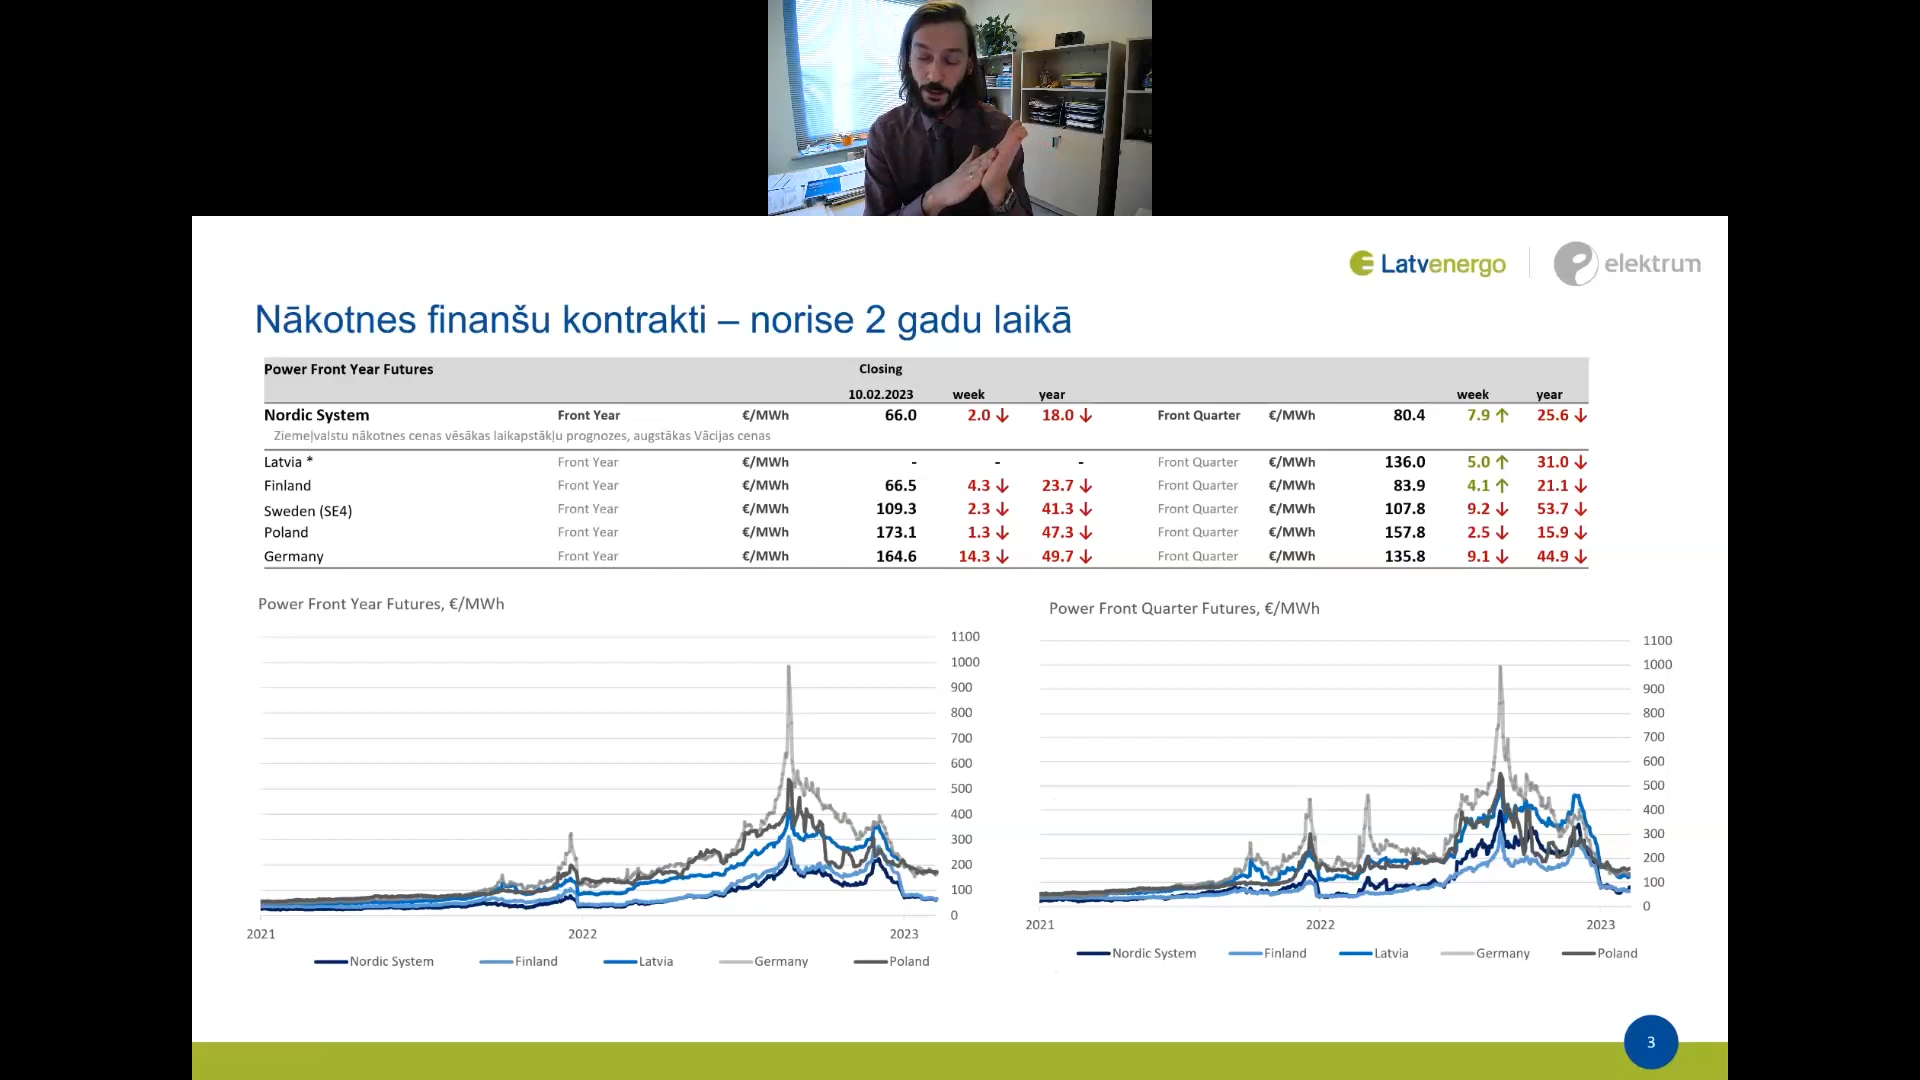 Latvenergo elektrum
Nākotnes finanšu kontrakti – norise 2 gadu laikā
Power Front Year Futures Closing
10.02.2023 week year week year
Nordic System Front Year €/MWh 66.0 2.0 ↓ 18.0 ↓ Front Quarter €/MWh 80.4 7.9 ↑ 25.6 ↓
Ziemeļvalstu nākotnes cenas vēsākas laikapstākļu prognozes, augstākas Vācijas cenas
Latvia * Front Year €/MWh - - - Front Quarter €/MWh 136.0 5.0 ↑ 31.0 ↓
Finland Front Year €/MWh 66.5 4.3 ↓ 23.7 ↓ Front Quarter €/MWh 83.9 4.1 ↑ 21.1 ↓
Sweden (SE4) Front Year €/MWh 109.3 2.3 ↓ 41.3 ↓ Front Quarter €/MWh 107.8 9.2 ↓ 53.7 ↓
Poland Front Year €/MWh 173.1 1.3 ↓ 47.3 ↓ Front Quarter €/MWh 157.8 2.5 ↓ 15.9 ↓
Germany Front Year €/MWh 164.6 14.3 ↓ 49.7 ↓ Front Quarter €/MWh 135.8 9.1 ↓ 44.9 ↓
Power Front Year Futures, €/MWh
1100
1000
900
800
700
600
500
400
300
200
100
0
2021 2022 2023
Nordic System Finland Latvia Germany Poland
Power Front Quarter Futures, €/MWh
1100
1000
900
800
700
600
500
400
300
200
100
0
2021 2022 2023
Nordic System Finland Latvia Germany Poland
3